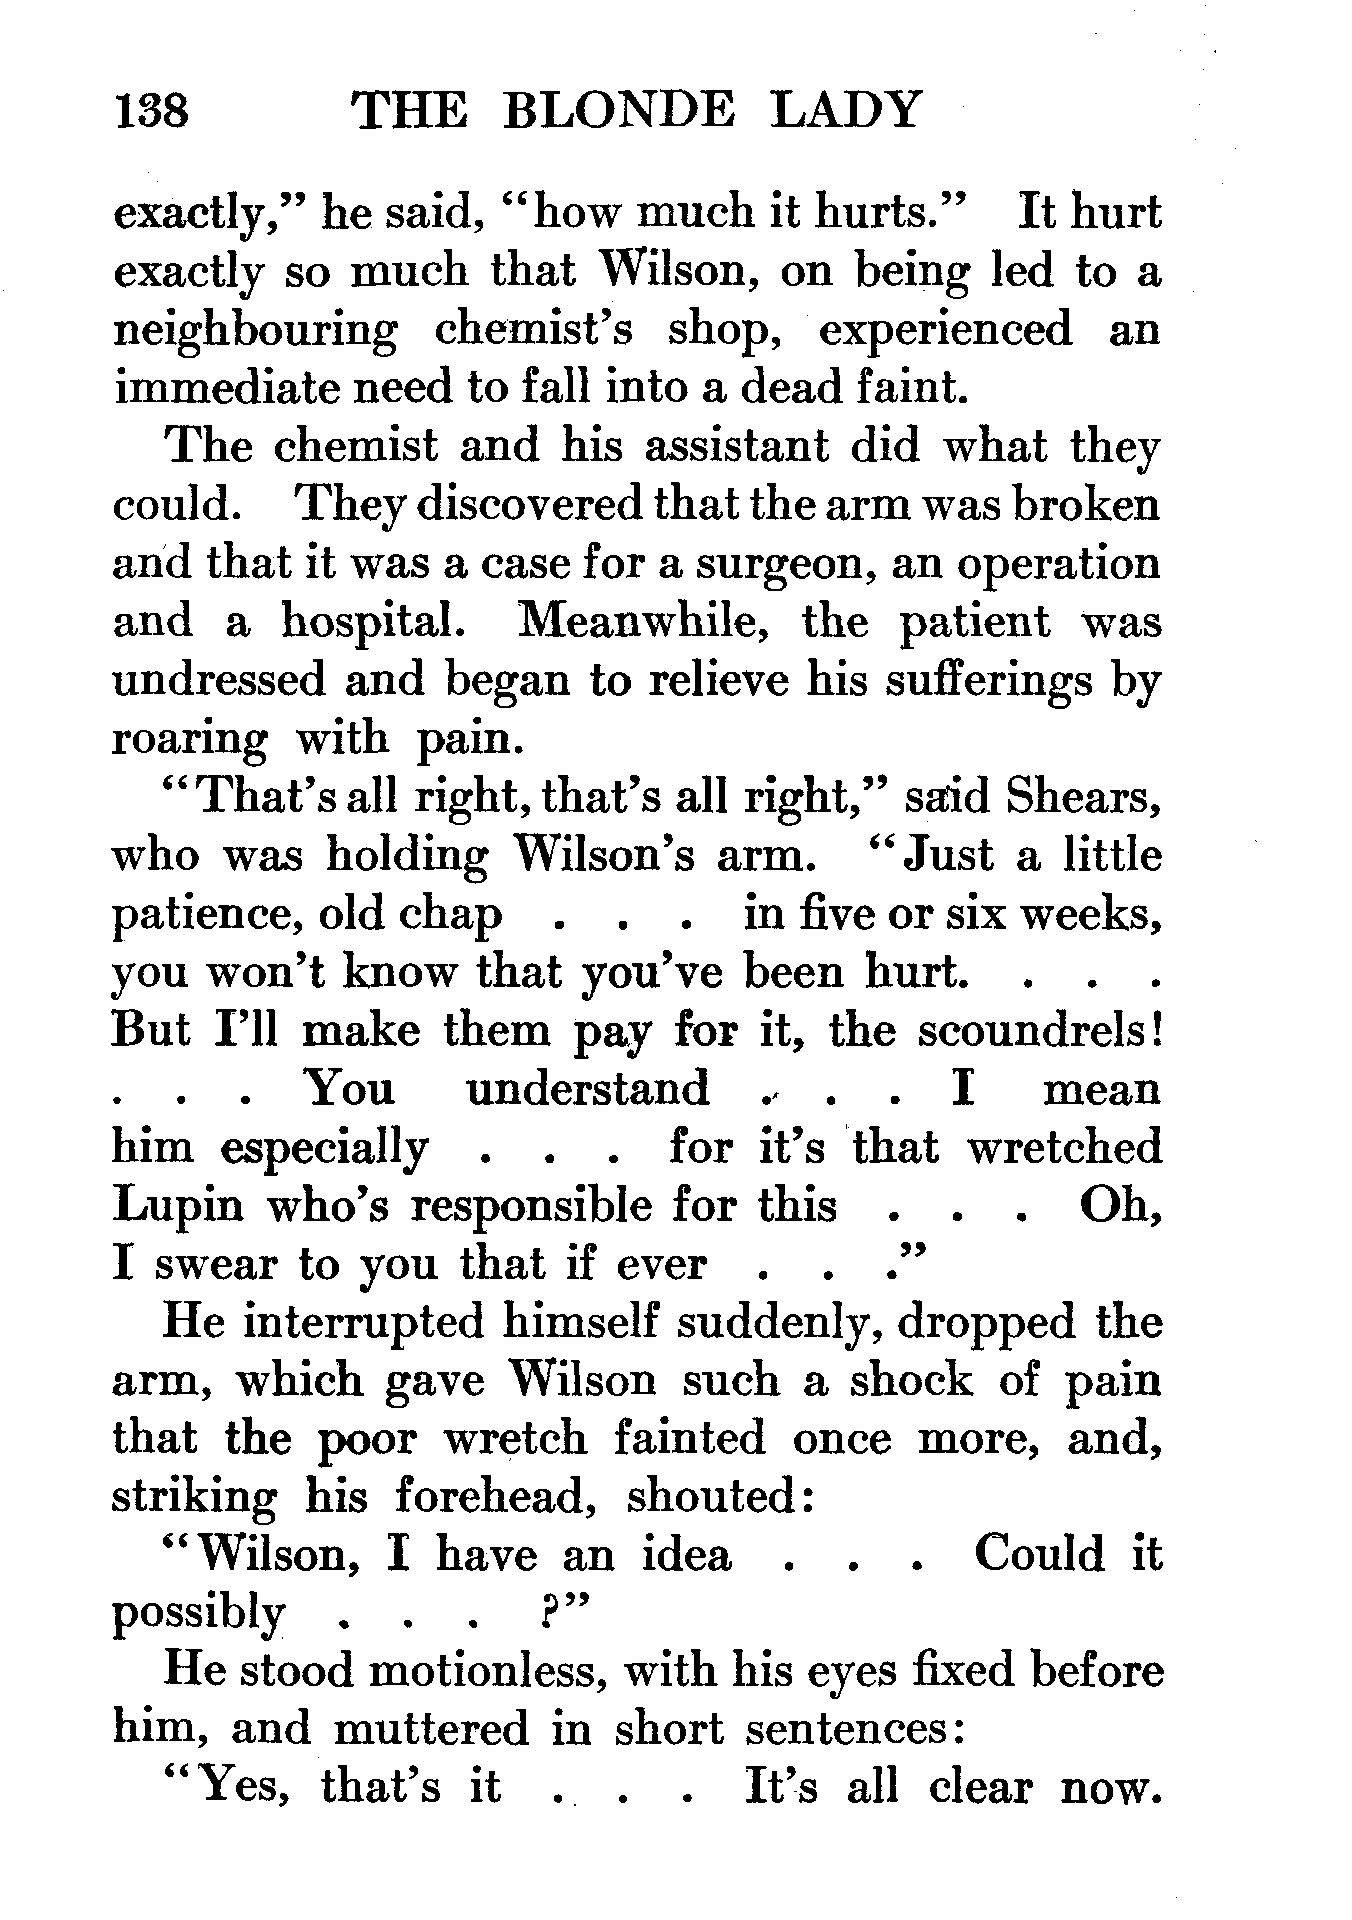 138 THE BLONDE LADY
exactly,” he said, “how much it hurts.” It hurt
exactly so much that Wilson, on being led to a
neighbouring chemist’s shop, experienced an
immediate need to fall into a dead faint.
The chemist and his assistant did what they
could. They discovered that the arm was broken
and that it was a case for a surgeon, an operation
and a hospital. Meanwhile, the patient was
undressed and began to relieve his sufferings by
roaring with pain.
“That’s all right, that’s all right,” said Shears,
who was holding Wilson’s arm. “Just a little
patience, old chap . . . in five or six weeks,
you won’t know that you’ve been hurt. . . .
But I’ll make them pay for it, the scoundrels!
. . . You understand . . . I mean
him especially . . . for it’s that wretched
Lupin who’s responsible for this . . . Oh,
I swear to you that if ever . . .”
He interrupted himself suddenly, dropped the
arm, which gave Wilson such a shock of pain
that the poor wretch fainted once more, and,
striking his forehead, shouted:
“Wilson, I have an idea . . . Could it
possibly . . . ?”
He stood motionless, with his eyes fixed before
him, and muttered in short sentences:
“Yes, that’s it . . . It’s all clear now.